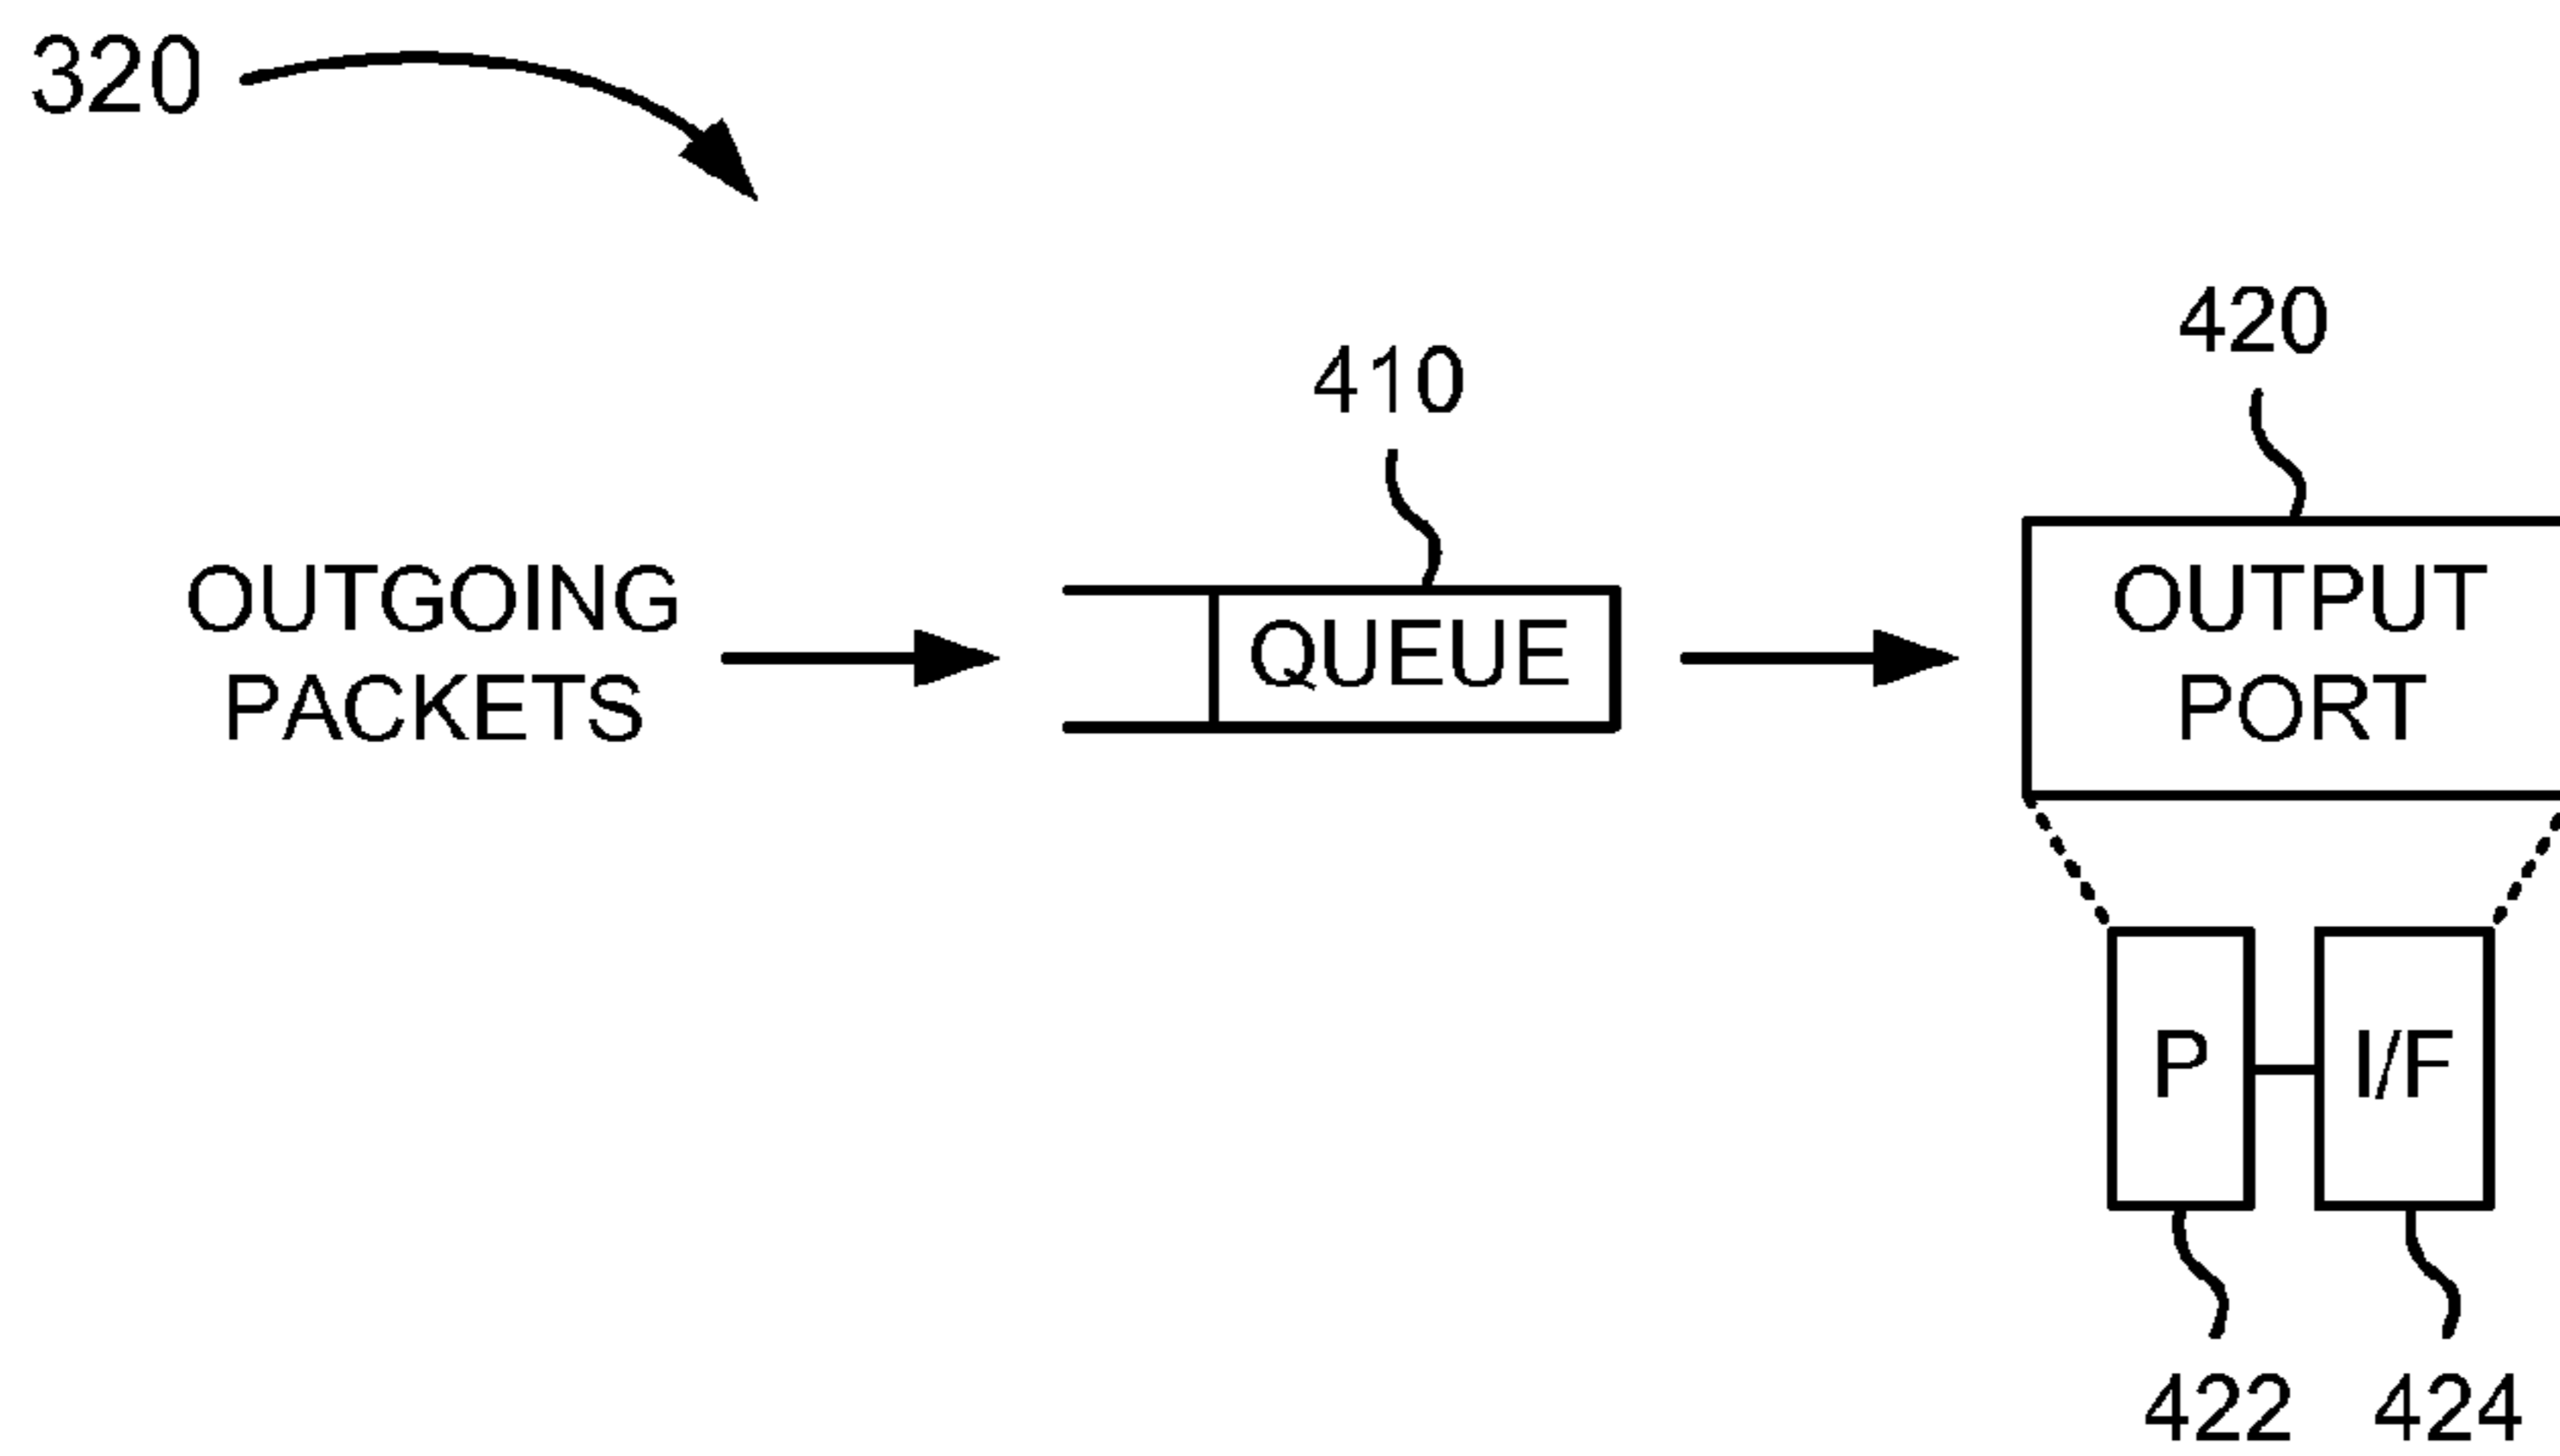 320
410
420
OUTGOING
PACKETS
QUEUE
OUTPUT
PORT
P
I/F
422
424